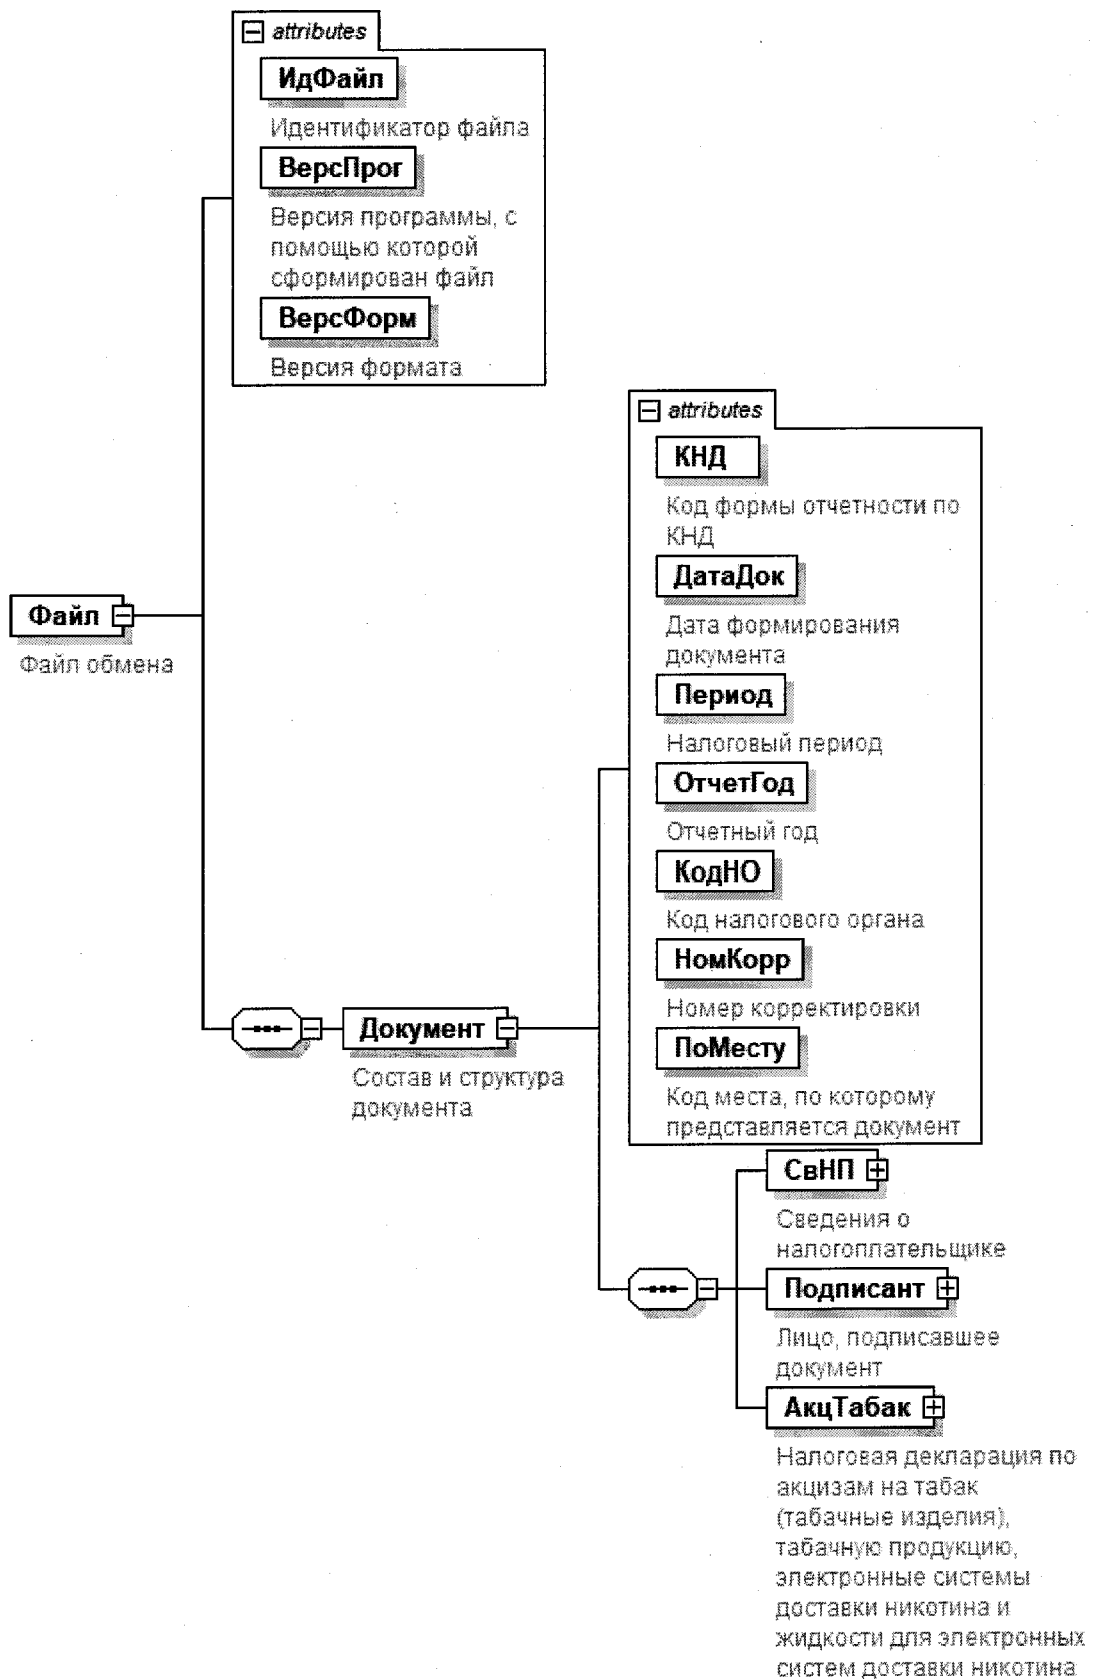 attributes
ИдФайл
Идентификатор файла
ВерсПрог
Версия программы, с
помощью которой
сформирован файл
ВерсФорм
Версия формата
Файл
Файл обмена
Документ
Состав и структура
документа
attributes
КНД
Код формы отчетности по
КНД
ДатаДок
Дата формирования
документа
Период
Налоговый период
ОтчетГод
Отчетный год
КодНО
Код налогового органа
НомКорр
Номер корректировки
ПоМесту
Код места, по которому
представляется документ
СвНП
Сведения о
налогоплательщике
Подписант
Лицо, подписавшее
документ
АкцТабак
Налоговая декларация по
акцизам на табак
(табачные изделия),
табачную продукцию,
электронные системы
доставки никотина и
жидкости для электронных
систем доставки никотина